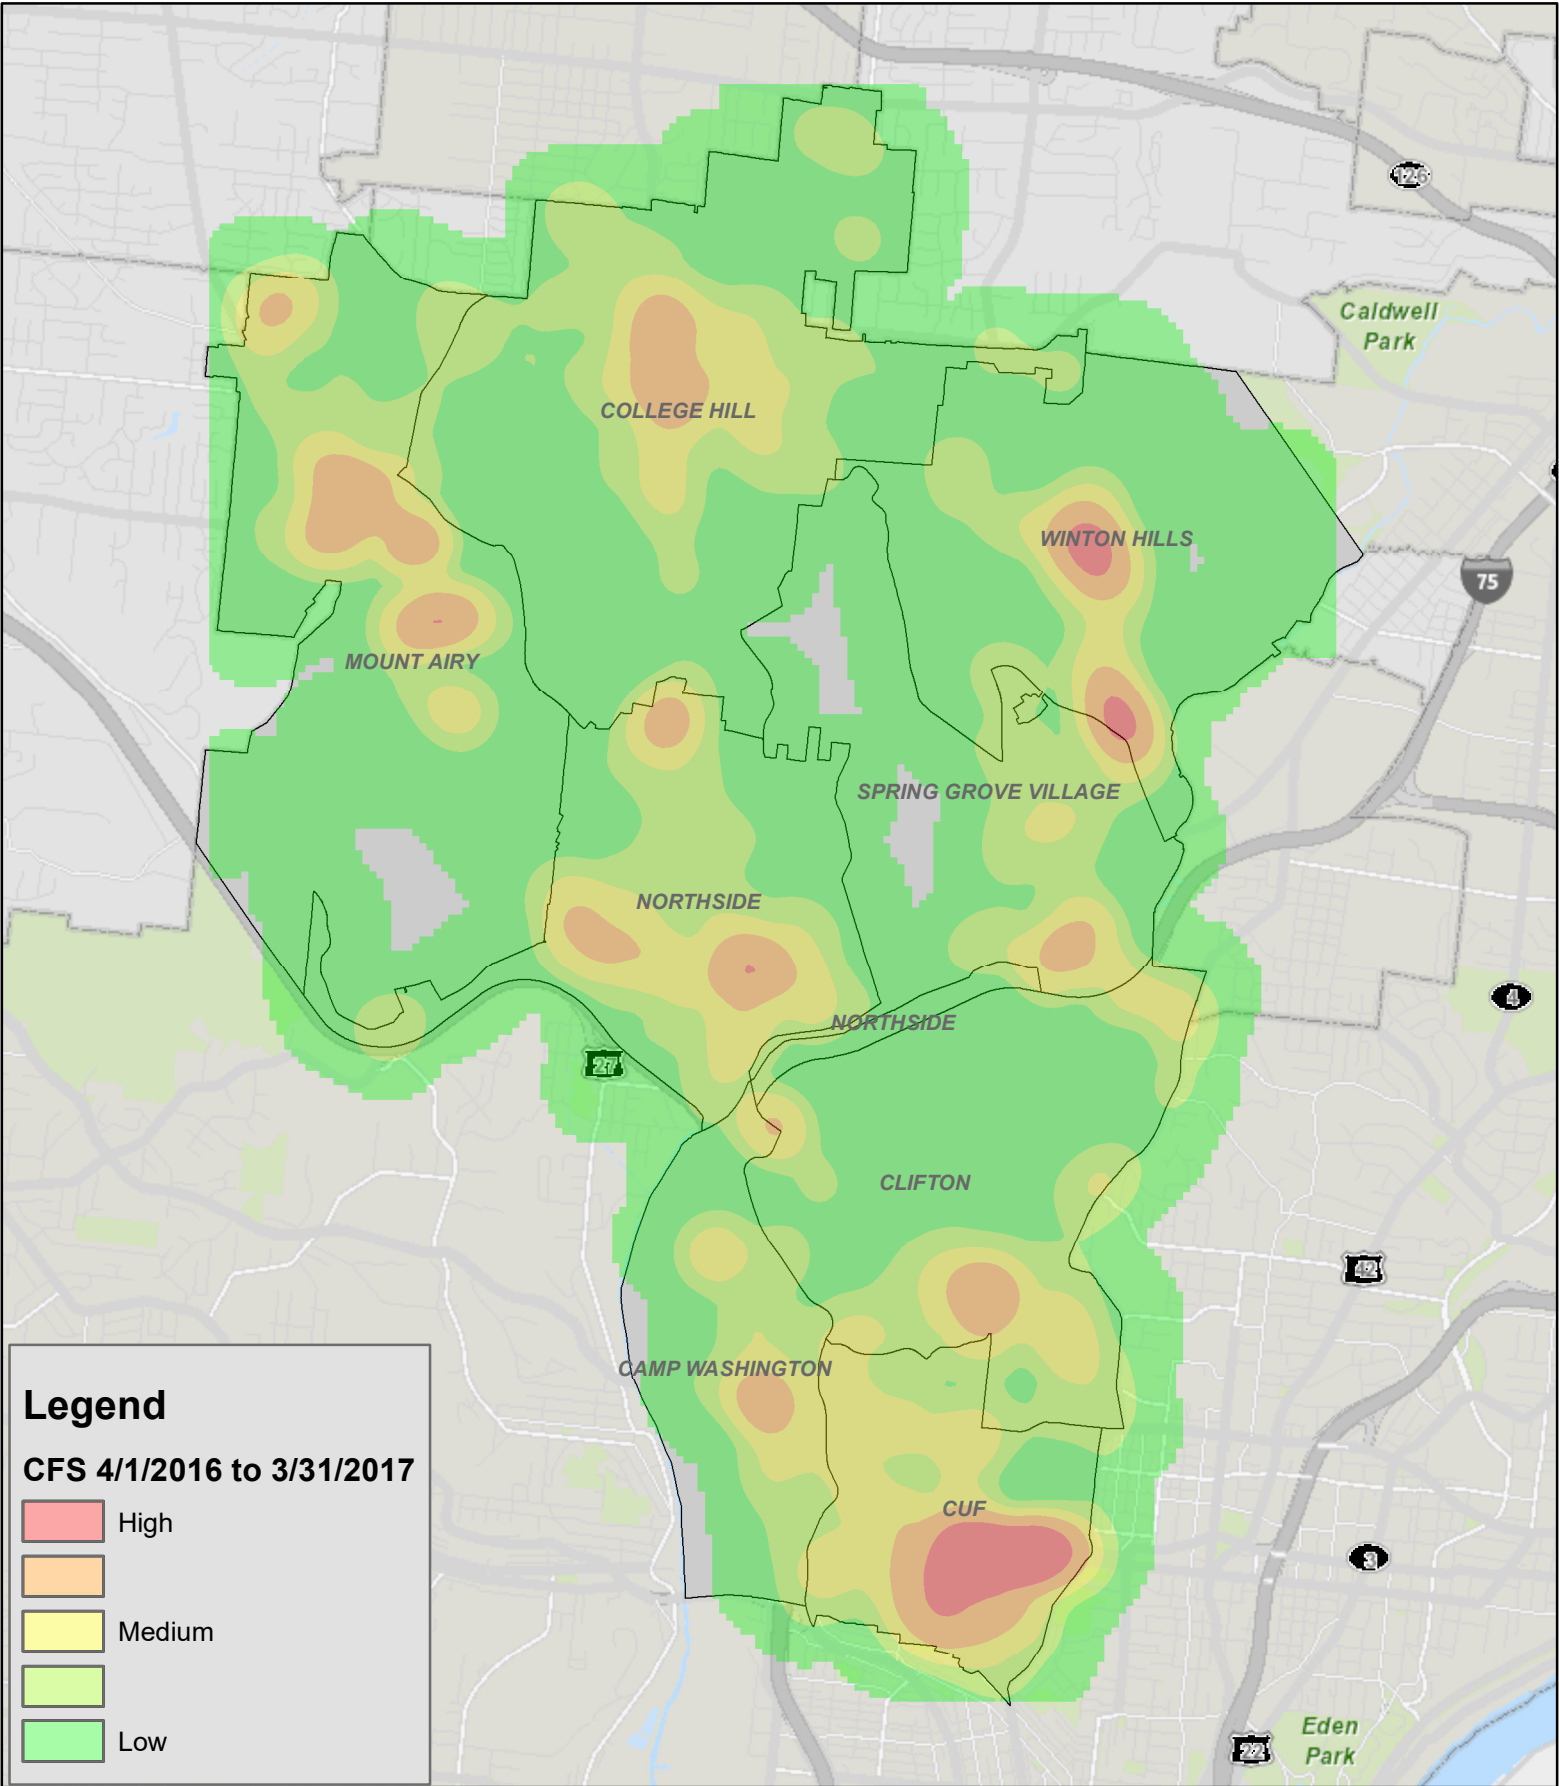 126
Caldwell
Park
COLLEGE HILL
WINTON HILLS
75
MOUNT AIRY
SPRING GROVE VILLAGE
NORTHSIDE
4
NORTHSIDE
27
CLIFTON
42
CAMP WASHINGTON
CUF
3
Eden
Park
22
Legend
CFS 4/1/2016 to 3/31/2017
High
Medium
Low